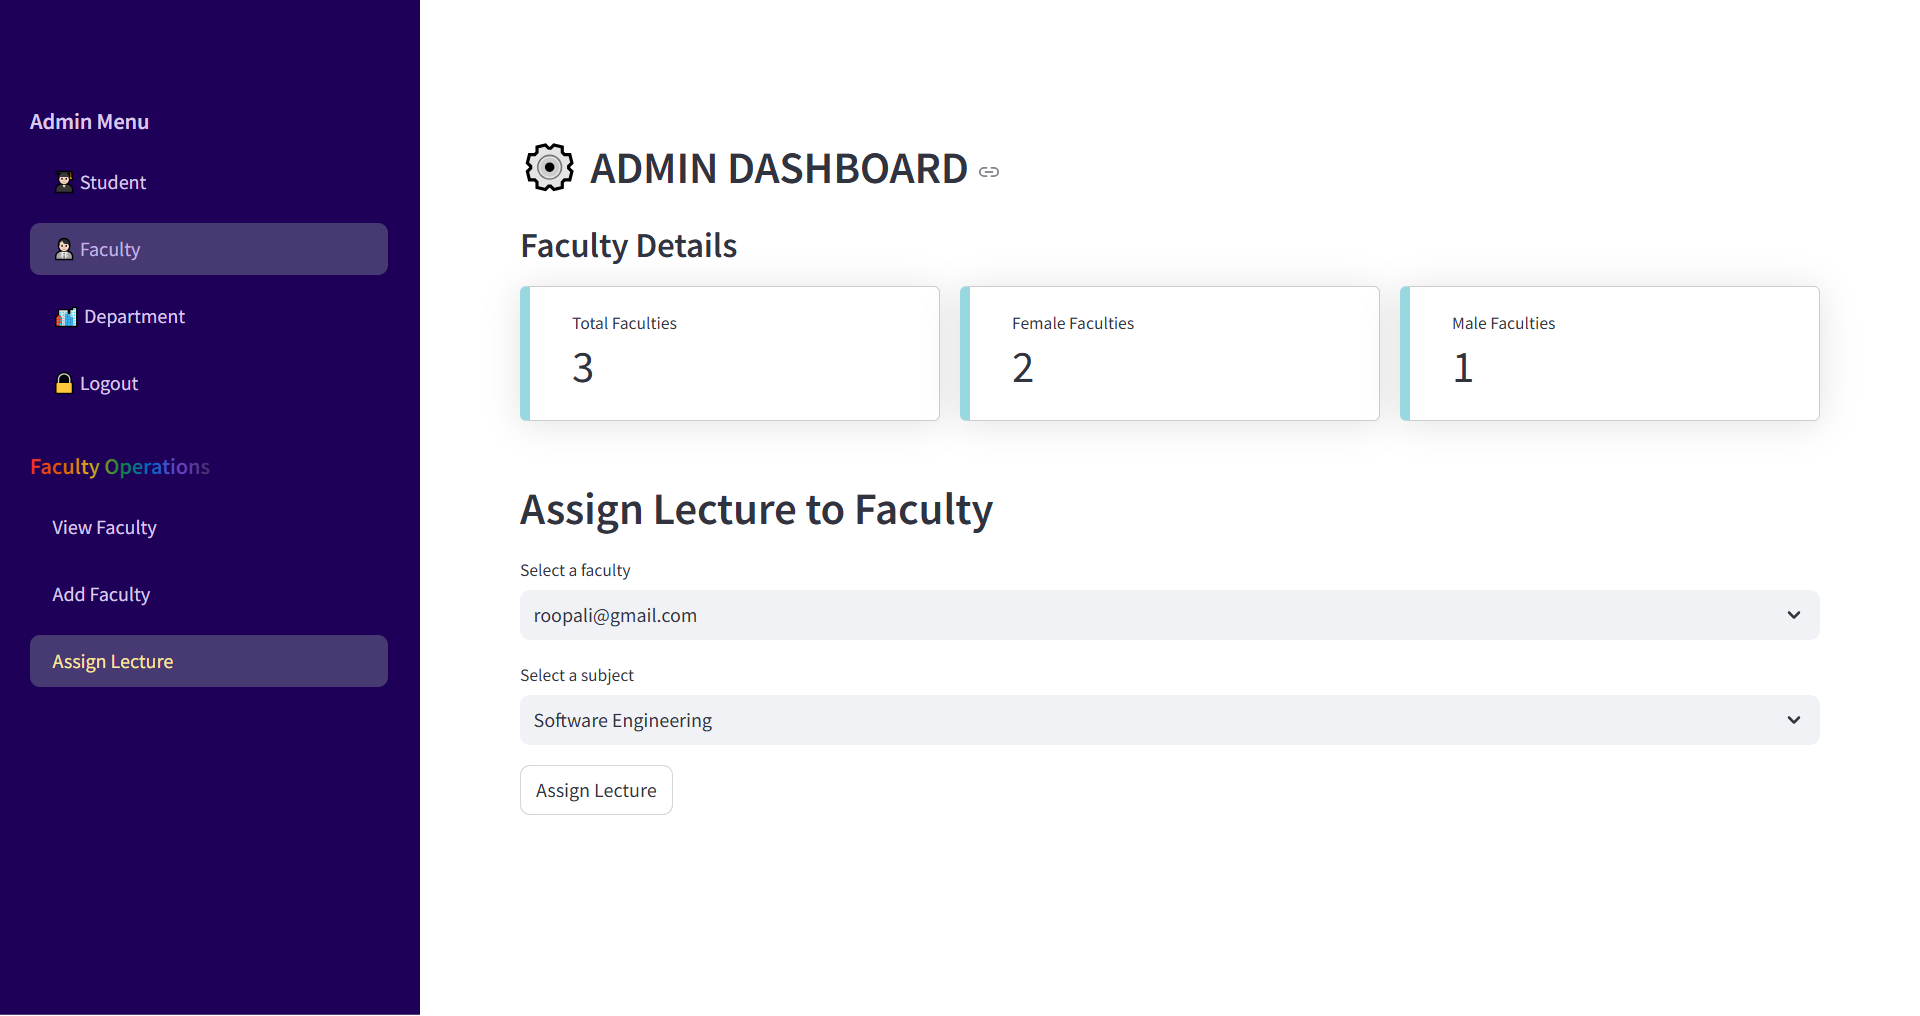 Admin Menu
Student
Faculty
Department
Logout
Faculty Operations
View Faculty
Add Faculty
Assign Lecture
ADMIN DASHBOARD
Faculty Details
Total Faculties
3
Female Faculties
2
Male Faculties
1
Assign Lecture to Faculty
Select a faculty
roopali@gmail.com
Select a subject
Software Engineering
Assign Lecture